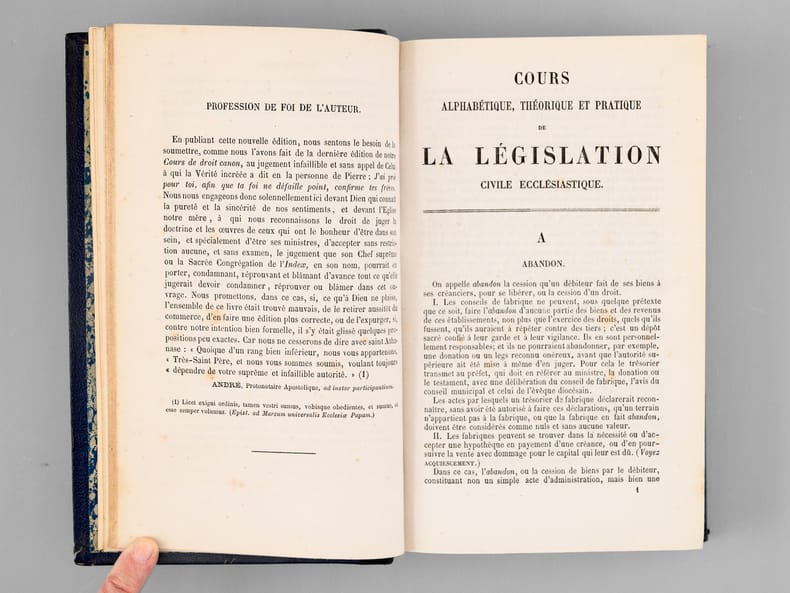 PROFESSION DE FOI DE L'AUTEUR.
En publiant cette nouvelle édition, nous sentons le besoin de la
soumettre, comme nous l'avons fait de la dernière édition de notre
Cours de droit canon, au jugement infaillible et sans appel de Celui
à qui la Vérité incréée a dit en la personne de Pierre : J'ai prié
pour toi, afin que ta foi ne défaille point, confirme tes frères.
Nous nous engageons donc solennellement ici devant Dieu qui connaît
la pureté et la sincérité de nos sentiments, et devant l'Eglise
notre mère, à qui nous reconnaissons le droit de juger la
doctrine et les œuvres de ceux qui ont le bonheur d'être dans son
sein, et spécialement d'être ses ministres, d'accepter sans restric-
tion aucune, et sans examen, le jugement que son Chef suprême
ou la Sacrée Congrégation de l'Index, en son nom, pourrait en
porter, condamnant, réprouvant et blâmant d'avance tout ce qu'elle
jugerait devoir condamner, réprouver ou blâmer dans cet ou-
vrage. Nous promettons, dans ce cas, si, ce qu'à Dieu ne plaise,
l'ensemble de ce livre était trouvé mauvais, de le retirer aussitôt du
commerce, d'en faire une édition plus correcte, ou de l'expurger, si,
contre notre intention bien formelle, il s'y était glissé quelques pro-
positions peu exactes. Car nous ne cesserons de dire avec saint Atha-
nase : « Quoique d'un rang bien inférieur, nous vous appartenons,
« Très-Saint Père, et nous vous sommes soumis, voulant toujours
« dépendre de votre suprême et infaillible autorité. » (1)
ANDRÉ, Protonotaire Apostolique, ad instar participantium.
(1) Licet exigui ordinis, tamen vestri sumus, vobisque obedientes, et sumus, et
esse semper volumus. (Epist. ad Marcum universalis Ecclesiæ Papam.)
COURS
ALPHABÉTIQUE, THÉORIQUE ET PRATIQUE
DE
LA LÉGISLATION
CIVILE ECCLÉSIASTIQUE.
A
ABANDON.
On appelle abandon la cession qu'un débiteur fait de ses biens à
ses créanciers, pour se libérer, ou la cession d'un droit.
I. Les conseils de fabrique ne peuvent, sous quelque prétexte
que ce soit, faire l'abandon d'aucune partie des biens et des revenus
de ces établissements, non plus que l'exercice des droits, quels qu'ils
fussent, qu'ils auraient à répéter contre des tiers ; c'est un dépôt
sacré confié à leur garde et à leur vigilance. Ils en sont personnel-
lement responsables; et ils ne pourraient abandonner, par exemple,
une donation ou un legs reconnu onéreux, avant que l'autorité su-
périeure ait été mise à même d'en juger. Pour cela le trésorier
transmet au préfet, qui doit en référer au ministre, la donation ou
le testament, avec une délibération du conseil de fabrique, l'avis du
conseil municipal et celui de l'évêque diocésain.
Les actes par lesquels un trésorier de fabrique déclarerait recon-
naître, sans avoir été autorisé à faire ces déclarations, qu'un terrain
n'appartient pas à la fabrique, ou que la fabrique en fait abandon,
doivent être considérés comme nuls et sans aucune valeur.
II. Les fabriques peuvent se trouver dans la nécessité ou d'ac-
cepter une hypothèque en payement d'une créance, ou d'en pour-
suivre la vente avec dommage pour le capital qui leur est dû. (Voyez
ACQUIESCEMENT.)
Dans ce cas, l'abandon, ou la cession de biens par le débiteur,
constituant non un simple acte d'administration, mais bien une
1